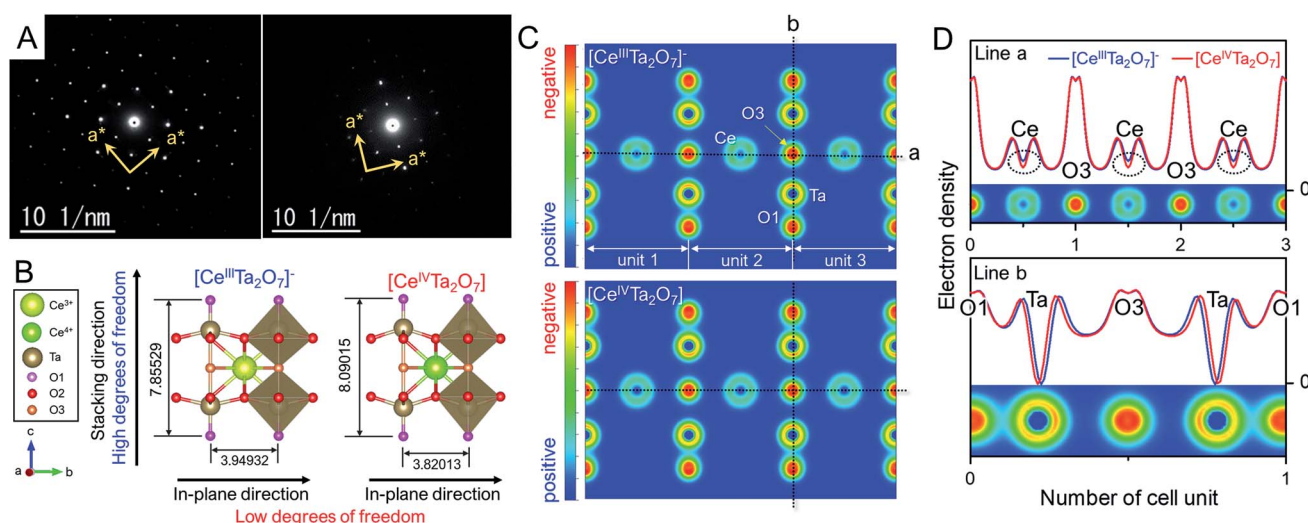 A
a*
a*
10 1/nm
a*
a*
10 1/nm
B
Ce3+
Ce4+
Ta
O1
O2
O3
c
a
b
Stacking direction
High degrees of freedom
[CeIIITa2O7]-
[CeIVTa2O7]
7.85529
8.09015
3.94932
3.82013
In-plane direction
In-plane direction
Low degrees of freedom
C
b
negative
positive
[CeIIITa2O7]-
O3
Ce
a
Ta
O1
unit 1
unit 2
unit 3
negative
positive
[CeIVTa2O7]
D
Electron density
Line a
[CeIIITa2O7]-
[CeIVTa2O7]
Ce
Ce
Ce
O3
O3
0
0
1
2
3
Line b
O1
Ta
O3
Ta
O1
0
0
1
Number of cell unit